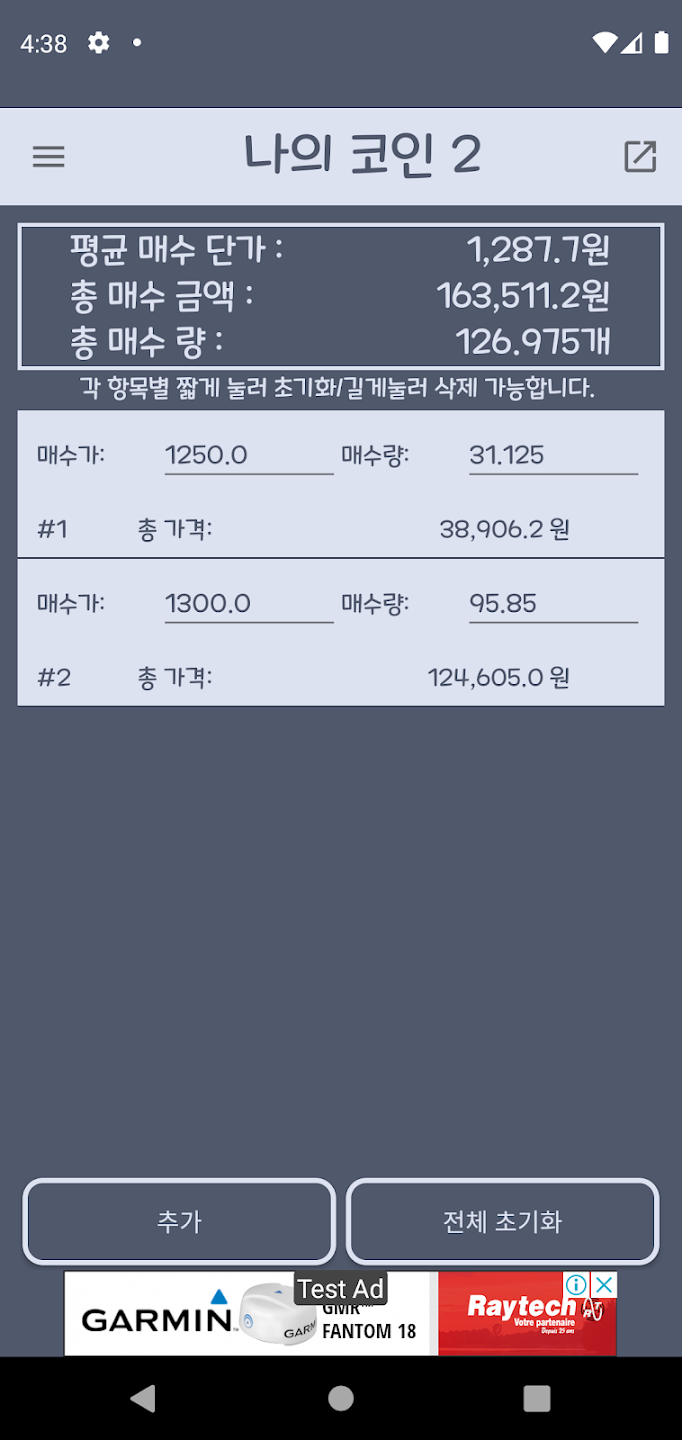 4:38
나의 코인 2
평균 매수 단가 : 1,287.7원
총 매수 금액 : 163,511.2원
총 매수 량 : 126.975개
각 항목별 짧게 눌러 초기화/길게눌러 삭제 가능합니다.
매수가: 1250.0 매수량: 31.125
#1 총 가격: 38,906.2 원
매수가: 1300.0 매수량: 95.85
#2 총 가격: 124,605.0 원
추가 전체 초기화
Test Ad
GARMIN
GARMIN
GMR™
FANTOM 18
Raytech
Votre partenaire
Depuis 25 ans